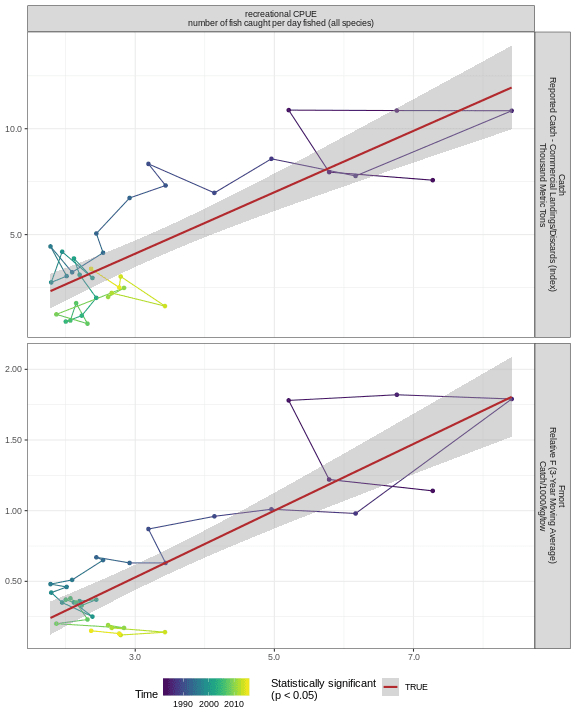 recreational CPUE
number of fish caught per day fished (all species)
10.0
5.0
Catch
Reported Catch - Commercial Landings/Discards (Index)
Thousand Metric Tons
2.00
1.50
1.00
0.50
Fmort
Relative F (3-Year Moving Average)
Catch/1000/kg/tow
3.0
5.0
7.0
Time
1990 2000 2010
Statistically significant
(p < 0.05)
TRUE